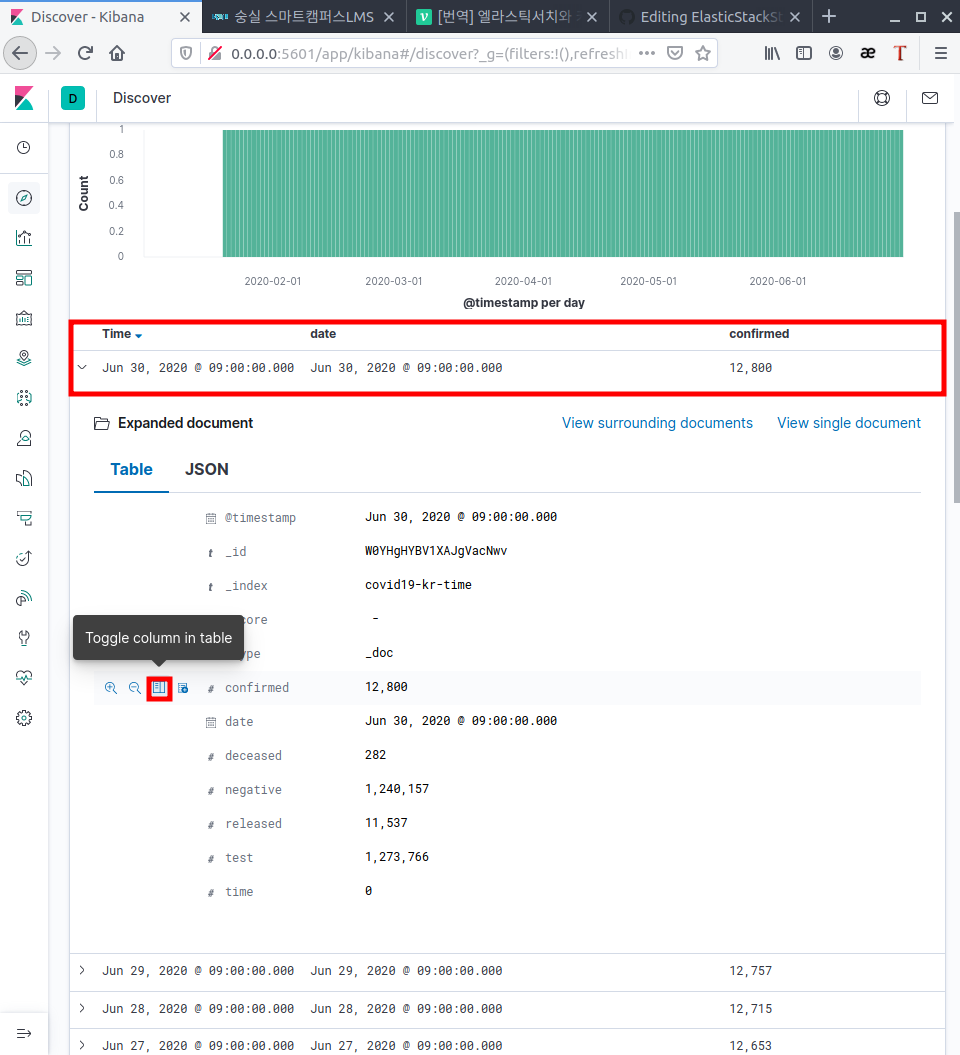 Discover - Kibana
숭실 스마트캠퍼스LMS
[번역] 엘라스틱서치와
Editing ElasticStackSt
0.0.0.0:5601/app/kibana#/discover?_g=(filters:!(),refreshI
D
Discover
1
0.8
0.6
0.4
0.2
0
Count
2020-02-01 2020-03-01 2020-04-01 2020-05-01 2020-06-01
@timestamp per day
Time date confirmed
Jun 30, 2020 @ 09:00:00.000 Jun 30, 2020 @ 09:00:00.000 12,800
Expanded document View surrounding documents View single document
Table JSON
@timestamp Jun 30, 2020 @ 09:00:00.000
t _id W0YHgHYBV1XAJgVacNwv
t _index covid19-kr-time
core -
Toggle column in table
ype _doc
# confirmed 12,800
date Jun 30, 2020 @ 09:00:00.000
# deceased 282
# negative 1,240,157
# released 11,537
# test 1,273,766
# time 0
Jun 29, 2020 @ 09:00:00.000 Jun 29, 2020 @ 09:00:00.000 12,757
Jun 28, 2020 @ 09:00:00.000 Jun 28, 2020 @ 09:00:00.000 12,715
Jun 27, 2020 @ 09:00:00.000 Jun 27, 2020 @ 09:00:00.000 12,653